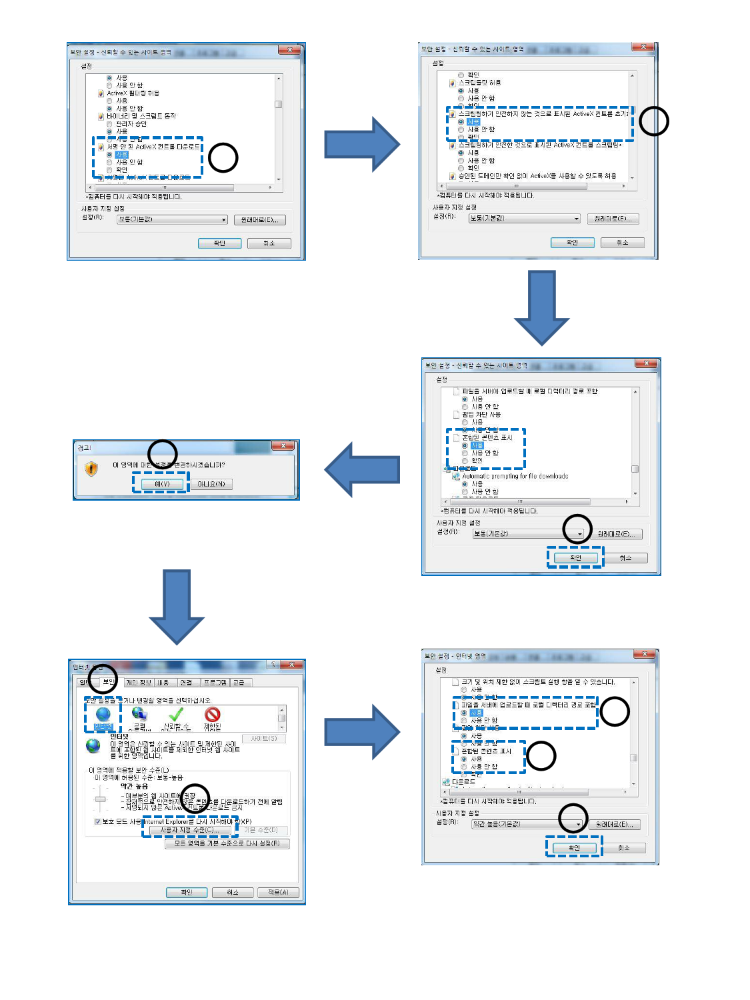 보안 설정 - 신뢰할 수 있는 사이트 영역
설정
사용
사용 안 함
ActiveX 필터링 허용
사용
사용 안 함
바이너리 및 스크립트 동작
관리자 승인
사용
사용 안 함
서명 안 된 ActiveX 컨트롤 다운로드
사용
사용 안 함
확인
서명된 ActiveX 컨트롤 다운로드
*컴퓨터를 다시 시작해야 적용됩니다.
사용자 지정 설정
설정(R): 보통(기본값) 원래대로(E)...
확인 취소
보안 설정 - 신뢰할 수 있는 사이트 영역
설정
확인
스크립틀릿 허용
사용
사용 안 함
확인
스크립팅하기 안전하지 않는 것으로 표시된 ActiveX 컨트롤 초기화
사용
사용 안 함
확인
스크립팅하기 안전한 것으로 표시된 ActiveX 컨트롤 스크립팅*
사용
사용 안 함
확인
승인된 도메인만 확인 없이 ActiveX를 사용할 수 있도록 허용
*컴퓨터를 다시 시작해야 적용됩니다.
사용자 지정 설정
설정(R): 보통(기본값) 원래대로(E)...
확인 취소
보안 설정 - 신뢰할 수 있는 사이트 영역
설정
파일을 서버에 업로드할 때 로컬 디렉터리 경로 포함
사용
사용 안 함
팝업 차단 사용
사용
사용 안 함
혼합된 콘텐츠 표시
사용
사용 안 함
확인
다운로드
Automatic prompting for file downloads
사용
사용 안 함
*컴퓨터를 다시 시작해야 적용됩니다.
사용자 지정 설정
설정(R): 보통(기본값) 원래대로(E)...
확인 취소
경고!
이 영역에 대한 설정을 변경하시겠습니까?
예(Y) 아니요(N)
인터넷 옵션
일반 보안 개인 정보 내용 연결 프로그램 고급
보안 설정을 보거나 변경할 영역을 선택하십시오.
인터넷 로컬 신뢰할 수 제한된
인터넷 사이트(S)
이 영역은 신뢰할 수 있는 사이트 및 제한된 사이
트에 포함된 웹 사이트를 제외한 인터넷 웹 사이트
를 위한 영역입니다.
이 영역에 적용할 보안 수준(L)
이 영역에 허용된 수준: 보통-높음
약간 높음
- 대부분의 웹 사이트에 권장
- 잠재적으로 안전하지 않은 콘텐츠를 다운로드하기 전에 알림
- 서명되지 않은 ActiveX 컨트롤 다운로드 금지
보호 모드 사용(Internet Explorer를 다시 시작해야 함)(P)
사용자 지정 수준(C)... 기본 수준(D)
모든 영역을 기본 수준으로 다시 설정(R)
확인 취소 적용(A)
보안 설정 - 인터넷 영역
설정
크기 및 위치 제한 없이 스크립트 실행 창을 열 수 있습니다.
사용
사용 안 함
파일을 서버에 업로드할 때 로컬 디렉터리 경로 포함
사용
사용 안 함
팝업 차단 사용
사용
사용 안 함
혼합된 콘텐츠 표시
사용
사용 안 함
확인
다운로드
*컴퓨터를 다시 시작해야 적용됩니다.
사용자 지정 설정
설정(R): 약간 높음(기본값) 원래대로(E)...
확인 취소